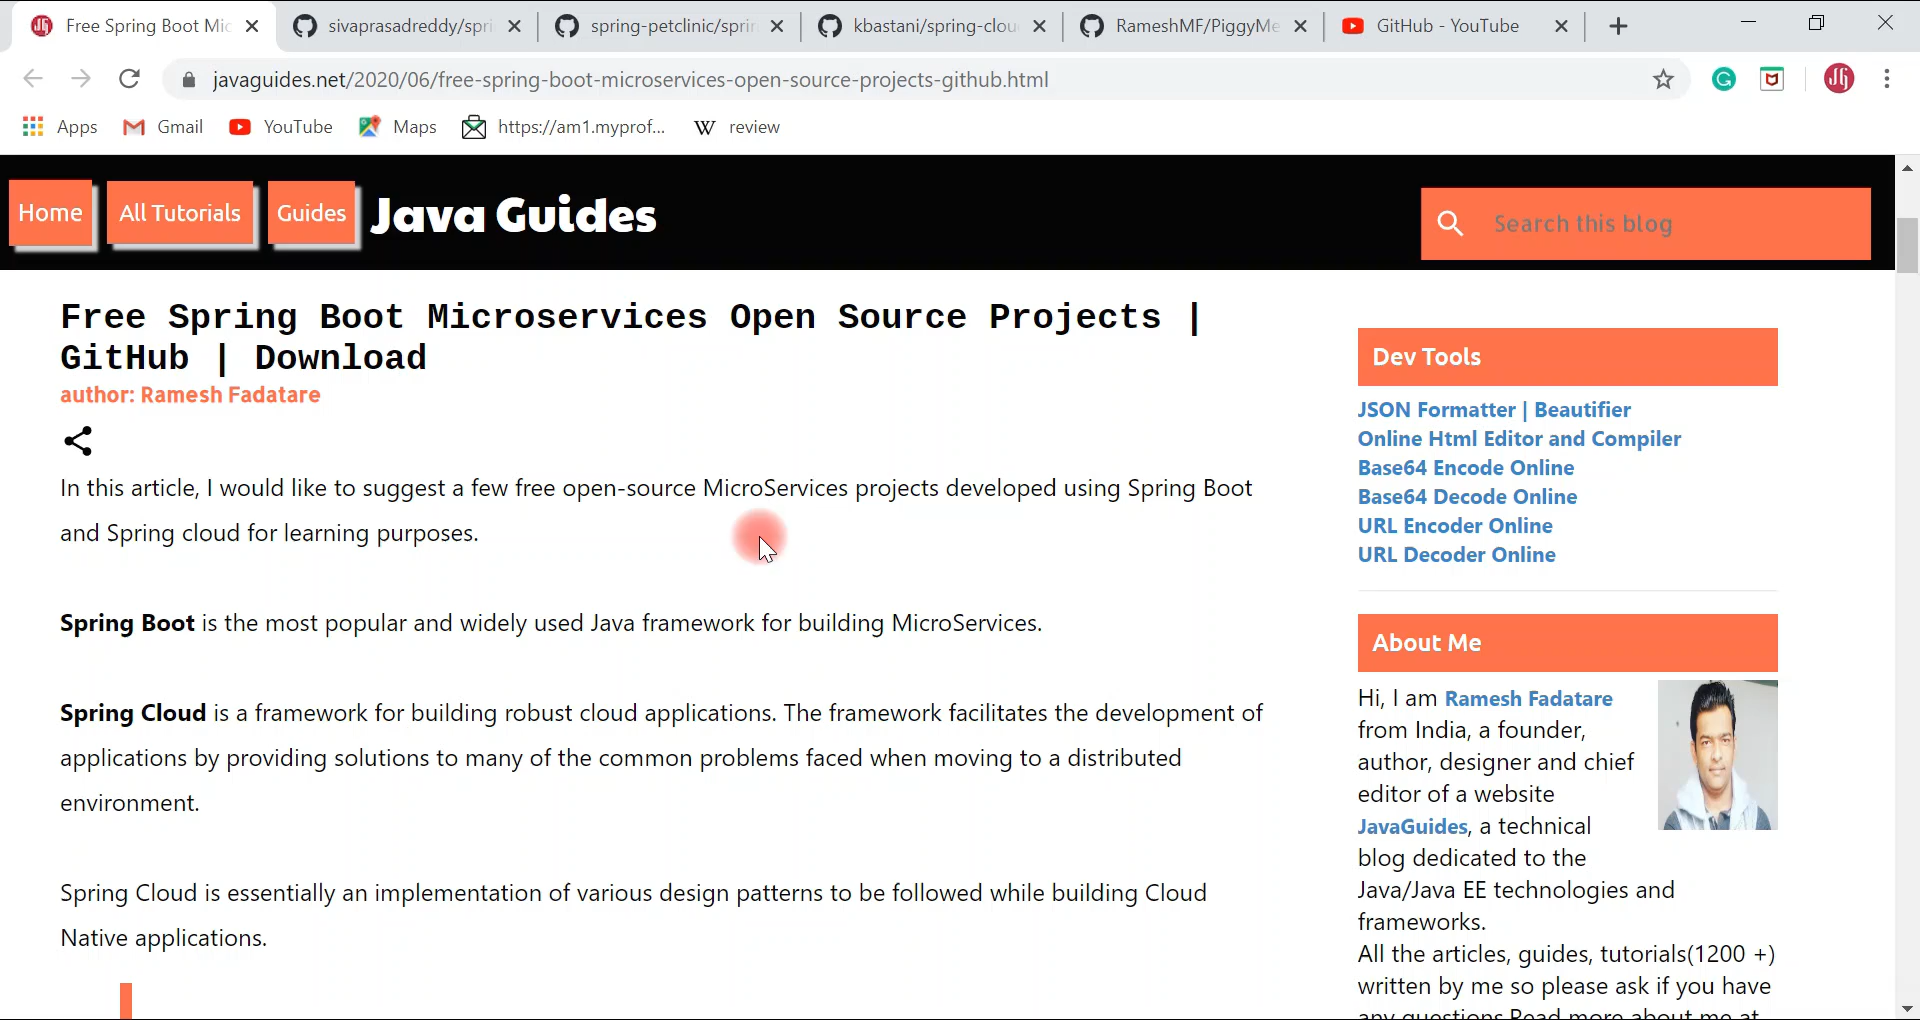 Free Spring Boot Mic
sivaprasadreddy/spri
spring-petclinic/sprin
kbastani/spring-clou
RameshMF/PiggyMe
GitHub - YouTube
javaguides.net/2020/06/free-spring-boot-microservices-open-source-projects-github.html
Apps
Gmail
YouTube
Maps
https://am1.myprof...
W review
Home
All Tutorials
Guides
Java Guides
Search this blog
Free Spring Boot Microservices Open Source Projects |
GitHub | Download
author: Ramesh Fadatare
In this article, I would like to suggest a few free open-source MicroServices projects developed using Spring Boot
and Spring cloud for learning purposes.
Spring Boot is the most popular and widely used Java framework for building MicroServices.
Spring Cloud is a framework for building robust cloud applications. The framework facilitates the development of
applications by providing solutions to many of the common problems faced when moving to a distributed
environment.
Spring Cloud is essentially an implementation of various design patterns to be followed while building Cloud
Native applications.
Dev Tools
JSON Formatter | Beautifier
Online Html Editor and Compiler
Base64 Encode Online
Base64 Decode Online
URL Encoder Online
URL Decoder Online
About Me
Hi, I am Ramesh Fadatare
from India, a founder,
author, designer and chief
editor of a website
JavaGuides, a technical
blog dedicated to the
Java/Java EE technologies and
frameworks.
All the articles, guides, tutorials(1200 +)
written by me so please ask if you have
any questions Read more about me at